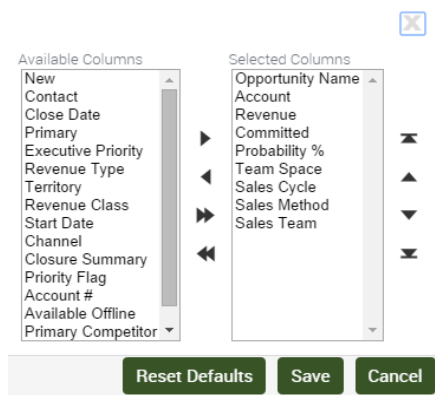 Available Columns
New
Contact
Close Date
Primary
Executive Priority
Revenue Type
Territory
Revenue Class
Start Date
Channel
Closure Summary
Priority Flag
Account #
Available Offline
Primary Competitor
Selected Columns
Opportunity Name
Account
Revenue
Committed
Probability %
Team Space
Sales Cycle
Sales Method
Sales Team
Reset Defaults
Save
Cancel